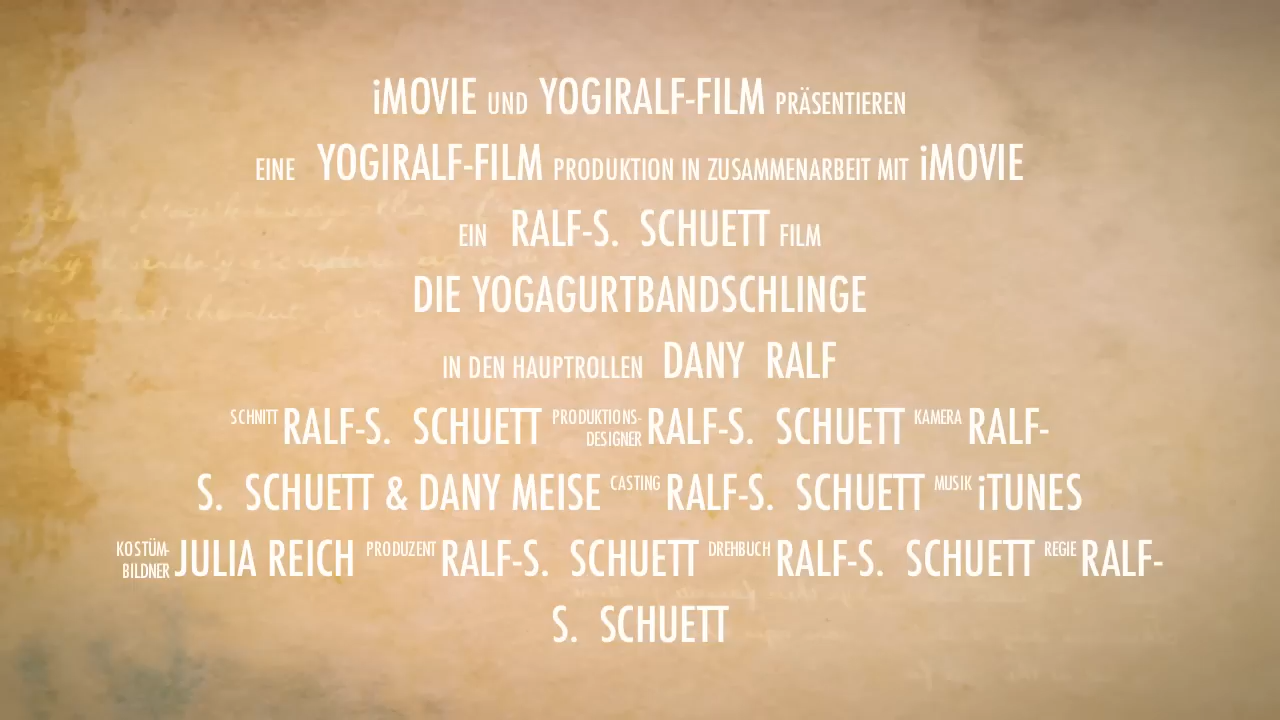 iMOVIE UND YOGIRALF-FILM PRÄSENTIEREN
EINE YOGIRALF-FILM PRODUKTION IN ZUSAMMENARBEIT MIT iMOVIE
EIN RALF-S. SCHUETT FILM
DIE YOGAGURTBANDSCHLINGE
IN DEN HAUPTROLLEN DANY RALF
SCHNITT RALF-S. SCHUETT PRODUKTIONS-DESIGNER RALF-S. SCHUETT KAMERA RALF-
S. SCHUETT & DANY MEISE CASTING RALF-S. SCHUETT MUSIK iTUNES
KOSTÜM-BILDNER JULIA REICH PRODUZENT RALF-S. SCHUETT DREHBUCH RALF-S. SCHUETT REGIE RALF-
S. SCHUETT